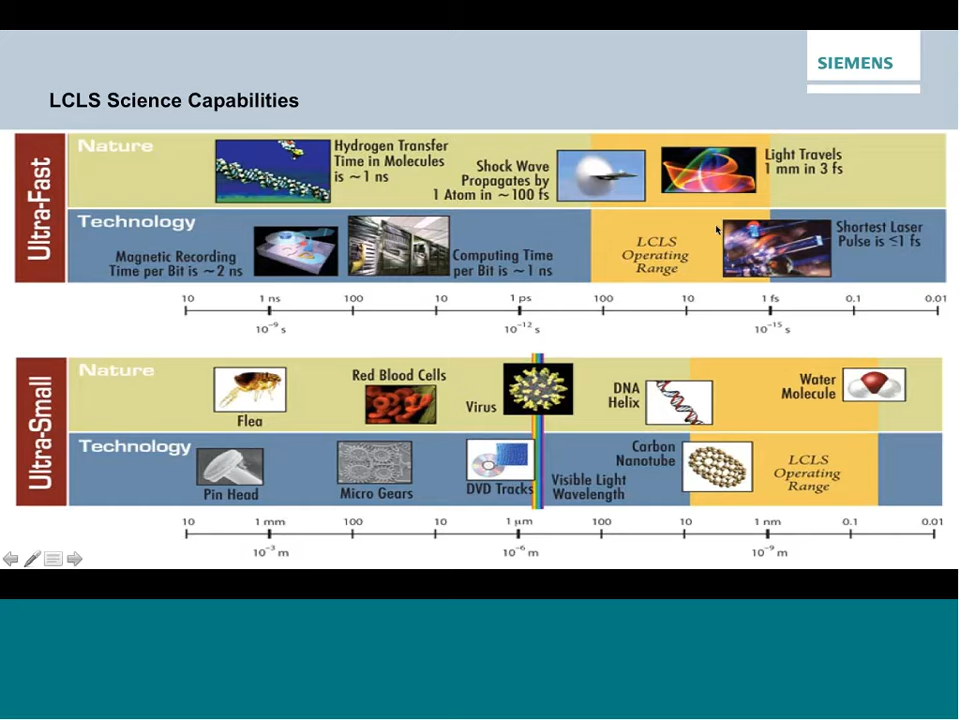 SIEMENS
LCLS Science Capabilities
Ultra-Fast
Nature
Hydrogen Transfer
Time in Molecules
is ~1 ns
Shock Wave
Propagates by
1 Atom in ~100 fs
Light Travels
1 mm in 3 fs
Technology
Magnetic Recording
Time per Bit is ~2 ns
Computing Time
per Bit is ~1 ns
LCLS
Operating
Range
Shortest Laser
Pulse is ≤1 fs
10 1 ns 100 10 1 ps 100 10 1 fs 0.1 0.01
10⁻⁹ s 10⁻¹² s 10⁻¹⁵ s
Ultra-Small
Nature
Flea
Red Blood Cells
Virus
DNA
Helix
Water
Molecule
Technology
Pin Head
Micro Gears
DVD Tracks
Visible Light
Wavelength
Carbon
Nanotube
LCLS
Operating
Range
10 1 mm 100 10 1 µm 100 10 1 nm 0.1 0.01
10⁻³ m 10⁻⁶ m 10⁻⁹ m